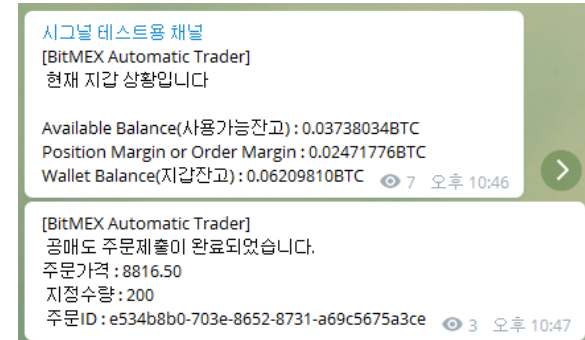 시그널 테스트용 채널
[BitMEX Automatic Trader]
현재 지갑 상황입니다
Available Balance(사용가능잔고) : 0.03738034BTC
Position Margin or Order Margin : 0.02471776BTC
Wallet Balance(지갑잔고) : 0.06209810BTC 7 오후 10:46
[BitMEX Automatic Trader]
공매도 주문제출이 완료되었습니다.
주문가격 : 8816.50
지정수량 : 200
주문ID : e534b8b0-703e-8652-8731-a69c5675a3ce 3 오후 10:47